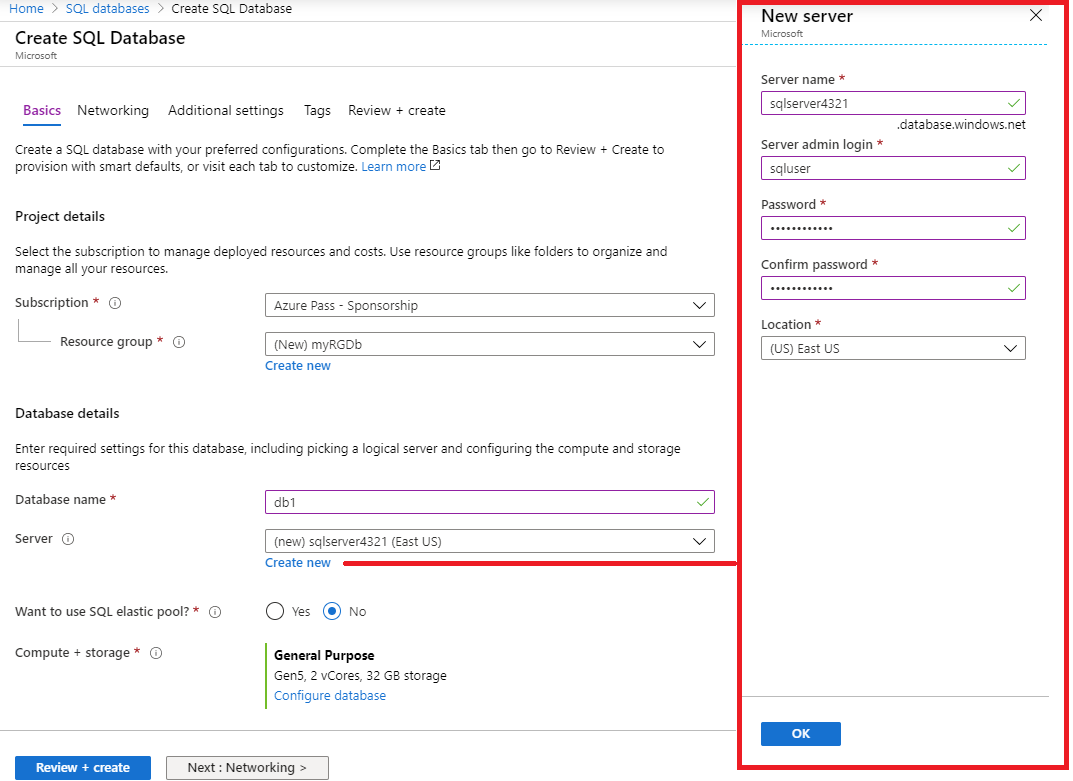 Home > SQL databases > Create SQL Database
Create SQL Database
Microsoft
Basics Networking Additional settings Tags Review + create
Create a SQL database with your preferred configurations. Complete the Basics tab then go to Review + Create to
provision with smart defaults, or visit each tab to customize. Learn more
Project details
Select the subscription to manage deployed resources and costs. Use resource groups like folders to organize and
manage all your resources.
Subscription *
Azure Pass - Sponsorship
Resource group *
(New) myRGDb
Create new
Database details
Enter required settings for this database, including picking a logical server and configuring the compute and storage
resources
Database name *
db1
Server
(new) sqlserver4321 (East US)
Create new
Want to use SQL elastic pool? *
Yes No
Compute + storage *
General Purpose
Gen5, 2 vCores, 32 GB storage
Configure database
Review + create
Next : Networking >
New server
Microsoft
Server name *
sqlserver4321
.database.windows.net
Server admin login *
sqluser
Password *
••••••••••••
Confirm password *
••••••••••••
Location *
(US) East US
OK